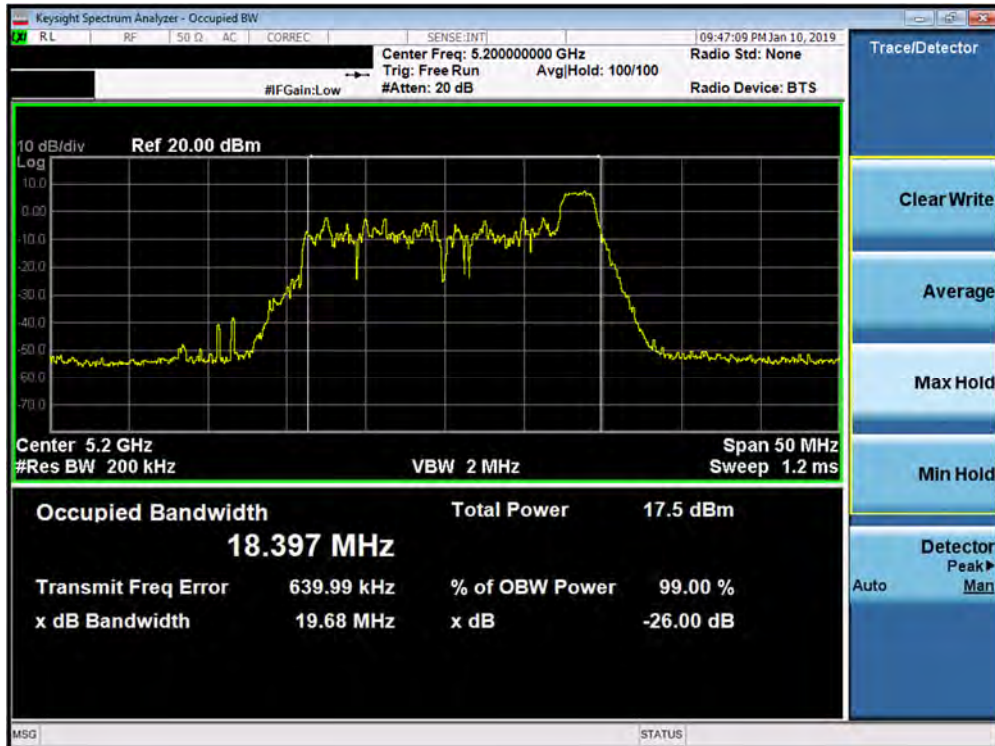 Keysight Spectrum Analyzer - Occupied BW
LXI RL RF 50 Ω AC CORREC SENSE:INT 09:47:09 PM Jan 10, 2019
Center Freq: 5.200000000 GHz Radio Std: None
Trig: Free Run Avg|Hold: 100/100
#IFGain:Low #Atten: 20 dB Radio Device: BTS
10 dB/div Ref 20.00 dBm
Log
10.0
0.00
-10.0
-20.0
-30.0
-40.0
-50.0
-60.0
-70.0
Center 5.2 GHz Span 50 MHz
#Res BW 200 kHz VBW 2 MHz Sweep 1.2 ms
Occupied Bandwidth Total Power 17.5 dBm
18.397 MHz
Transmit Freq Error 639.99 kHz % of OBW Power 99.00 %
x dB Bandwidth 19.68 MHz x dB -26.00 dB
MSG STATUS
Trace/Detector
Clear Write
Average
Max Hold
Min Hold
Detector
Peak▶
Auto Man